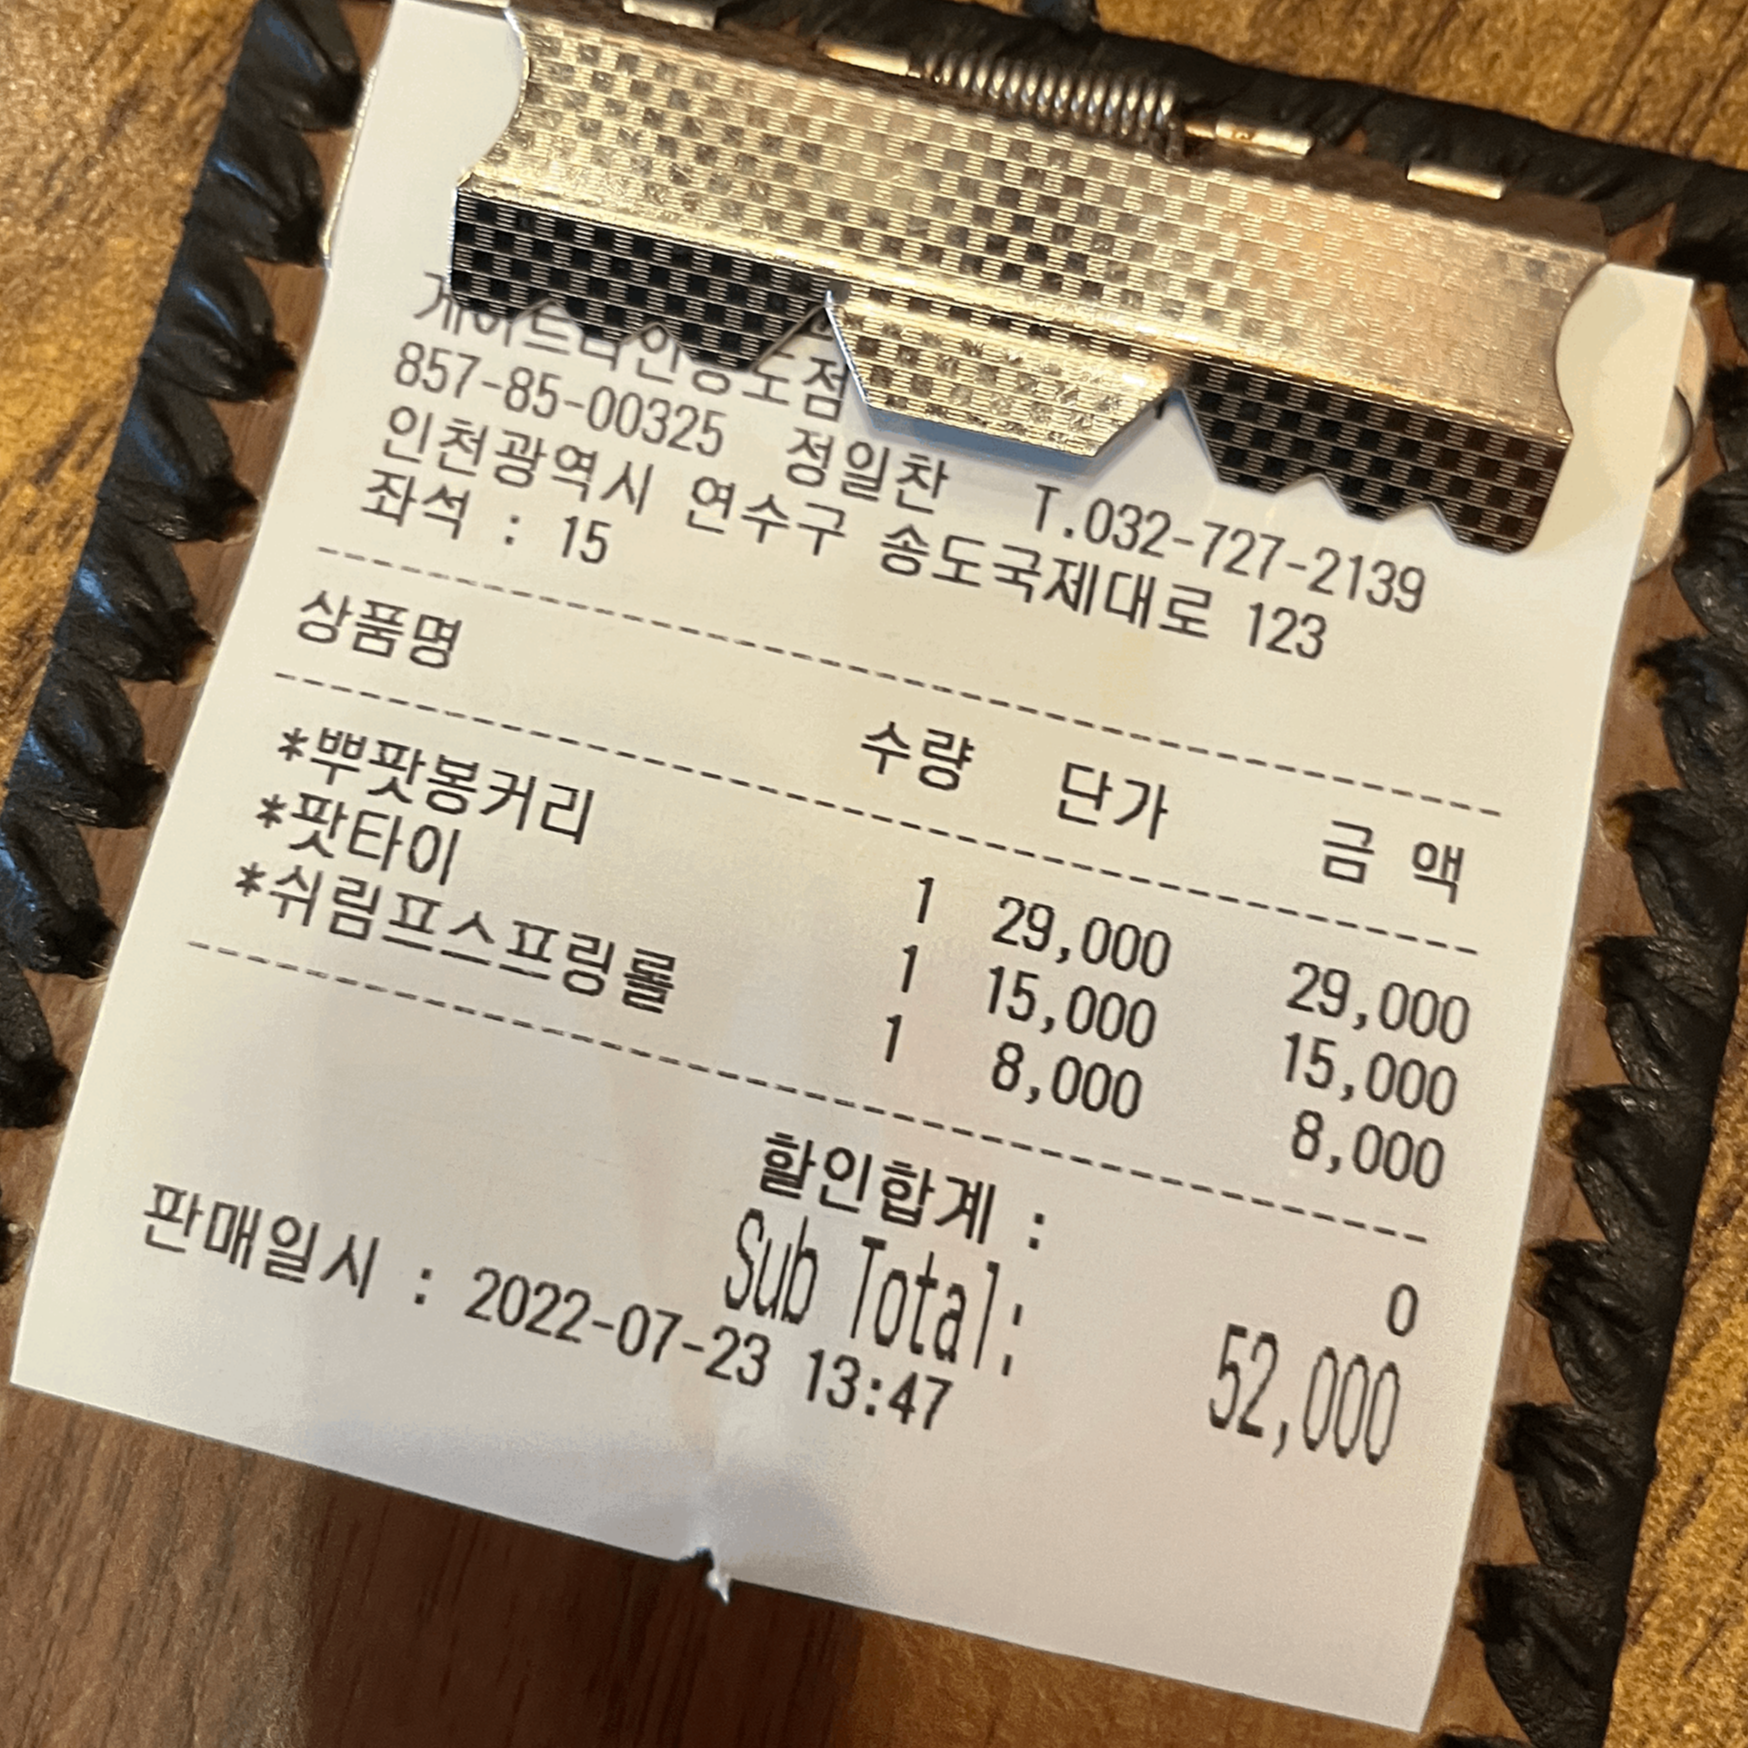 857-85-00325 정일찬 T.032-727-2139
인천광역시 연수구 송도국제대로 123
좌석 : 15
상품명 수량 단가 금 액
*뿌팟봉커리 1 29,000 29,000
*팟타이 1 15,000 15,000
*쉬림프스프링롤 1 8,000 8,000
할인합계 : 0
Sub Total: 52,000
판매일시 : 2022-07-23 13:47